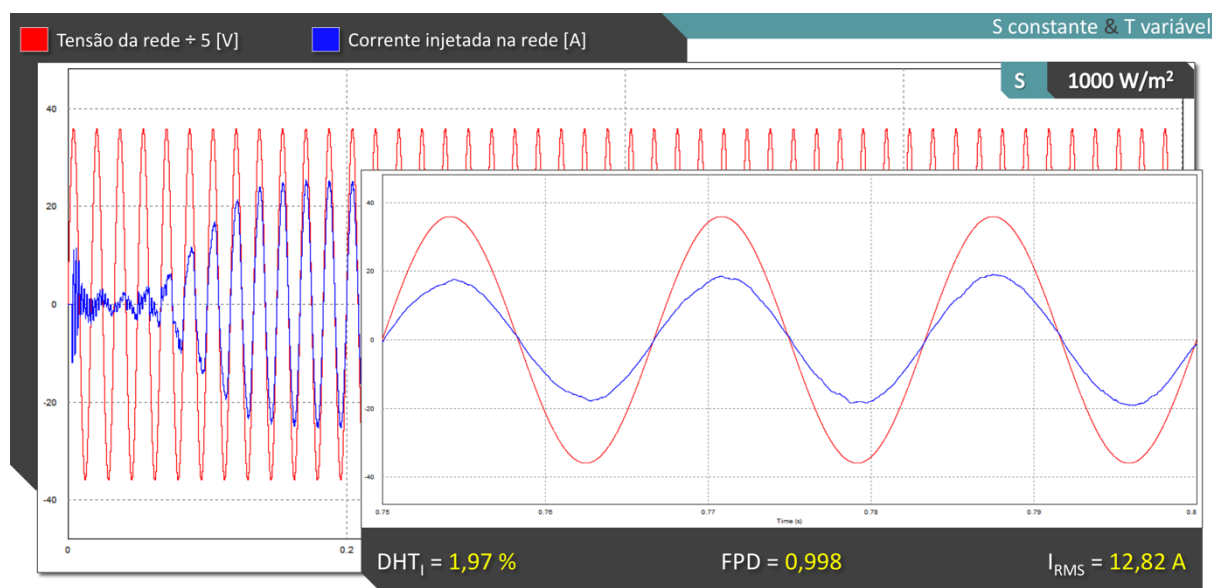 S constante & T variável
Tensão da rede ÷ 5 [V]
Corrente injetada na rede [A]
S
1000 W/m²
40
20
0
-20
-40
0
0.2
40
20
0
-20
-40
0.75
0.76
0.77
0.78
0.79
0.8
Time (s)
DHT_I = 1,97 %
FPD = 0,998
I_RMS = 12,82 A